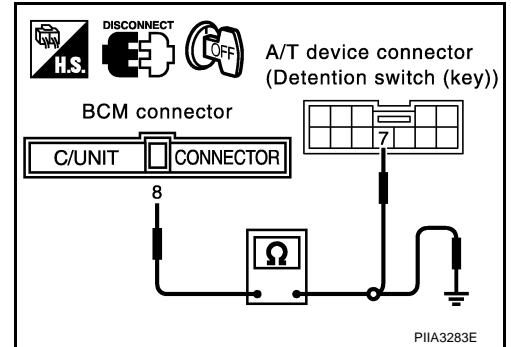 DISCONNECT
H.S.
OFF
A/T device connector
(Detention switch (key))
BCM connector
C/UNIT CONNECTOR
7
8
Ω
PIIA3283E